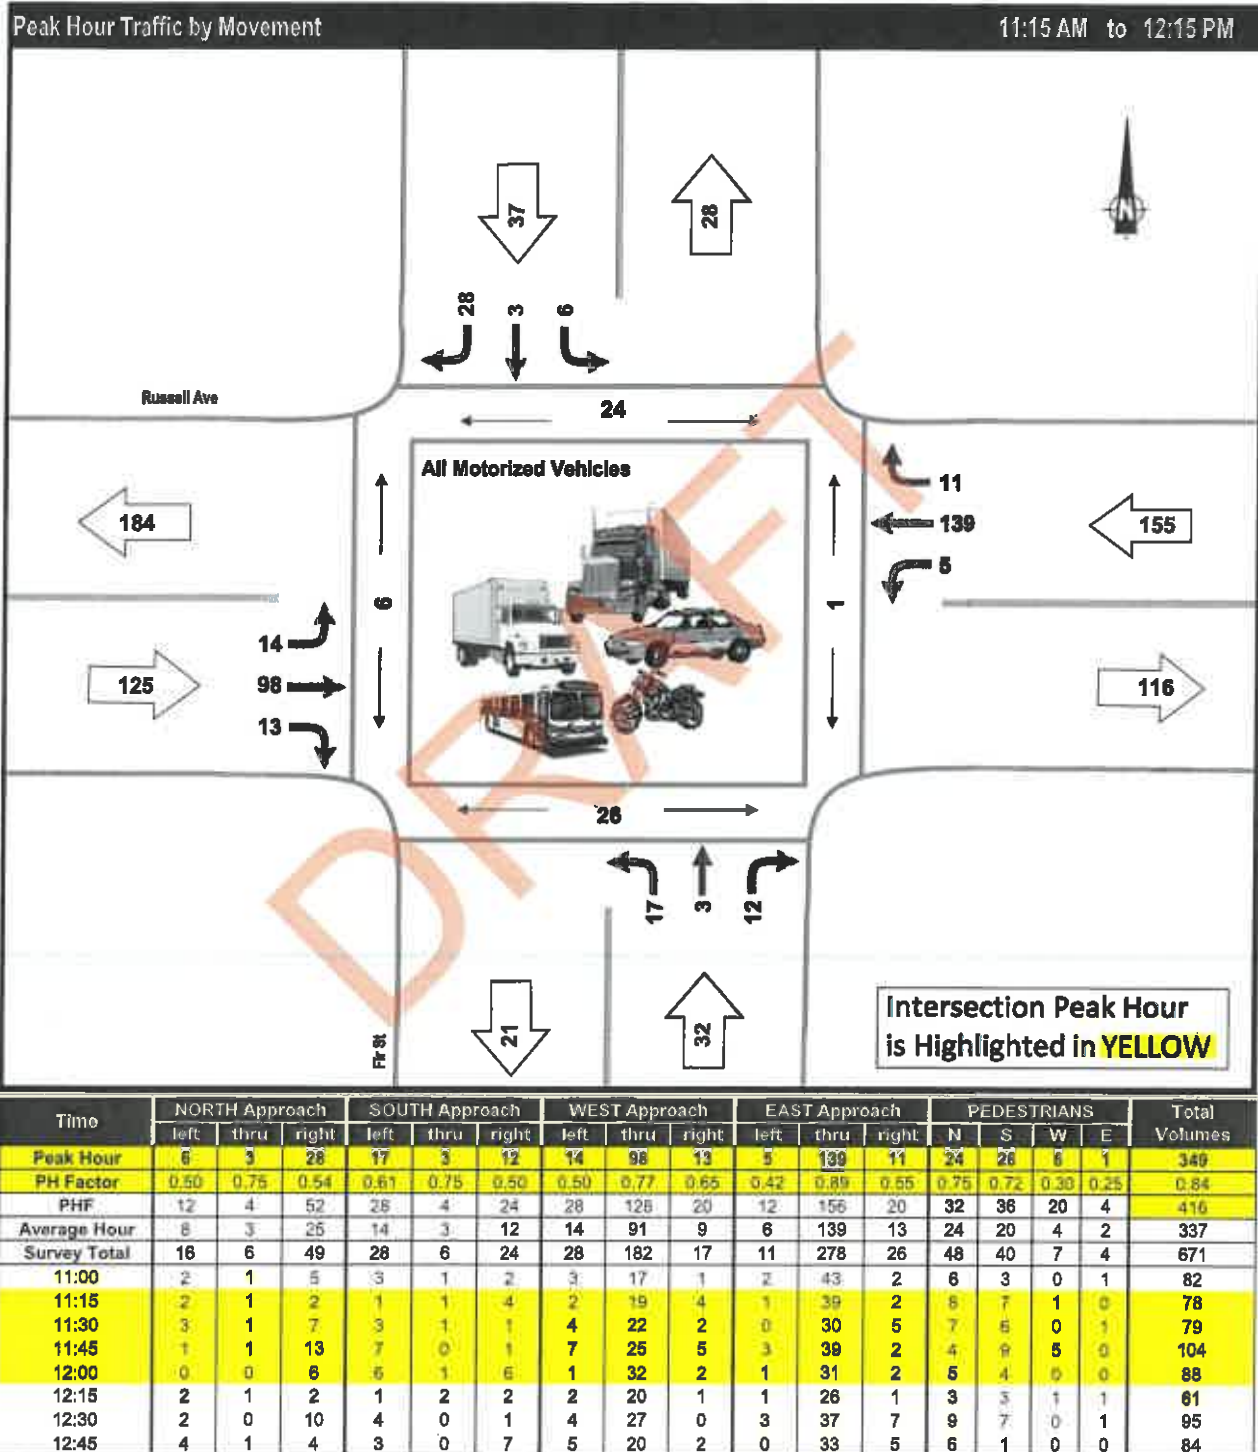 Peak Hour Traffic by Movement 11:15 AM to 12:15 PM
37
28
28 3 6
Russell Ave
24
All Motorized Vehicles
11
184
139
155
5
6
1
14
125
98
116
13
26
17 3 12
DRAFT
Intersection Peak Hour
is Highlighted in YELLOW
Fir St
21
32
Time NORTH Approach SOUTH Approach WEST Approach EAST Approach PEDESTRIANS Total
left thru right left thru right left thru right left thru right N S W E Volumes
Peak Hour 6 3 28 17 3 12 14 98 13 5 139 11 24 26 6 1 349
PH Factor 0.50 0.75 0.54 0.61 0.75 0.50 0.50 0.77 0.65 0.42 0.89 0.55 0.75 0.72 0.30 0.25 0.84
PHF 12 4 52 28 4 24 28 128 20 12 156 20 32 36 20 4 416
Average Hour 8 3 25 14 3 12 14 91 9 6 139 13 24 20 4 2 337
Survey Total 16 6 49 28 6 24 28 182 17 11 278 26 48 40 7 4 671
11:00 2 1 5 3 1 2 3 17 1 2 43 2 6 3 0 1 82
11:15 2 1 2 1 1 4 2 19 4 1 39 2 8 7 1 0 78
11:30 3 1 7 3 1 1 4 22 2 0 30 5 7 6 0 1 79
11:45 1 1 13 7 0 1 7 25 5 3 39 2 4 9 5 0 104
12:00 0 0 6 6 1 6 1 32 2 1 31 2 5 4 0 0 88
12:15 2 1 2 1 2 2 2 20 1 1 26 1 3 3 1 1 61
12:30 2 0 10 4 0 1 4 27 0 3 37 7 9 7 0 1 95
12:45 4 1 4 3 0 7 5 20 2 0 33 5 6 1 0 0 84